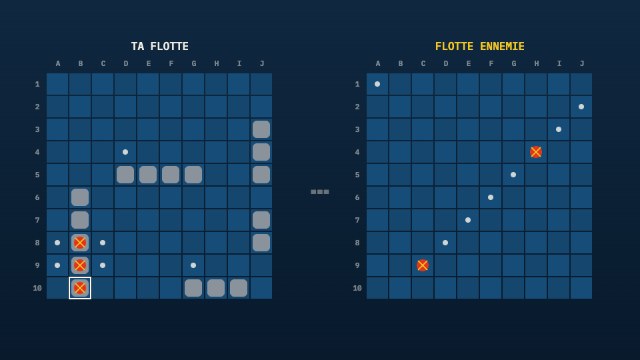 TA FLOTTE
FLOTTE ENNEMIE
A B C D E F G H I J
A B C D E F G H I J
1 1
2 2
3 3
4 4
5 5
6 6
7 7
8 8
9 9
10 10